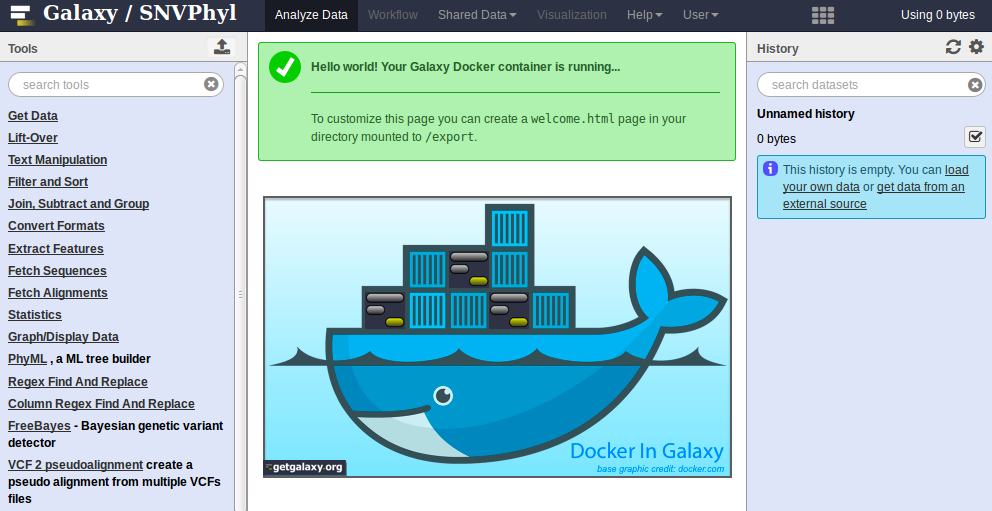 Galaxy / SNVPhyl
Analyze Data
Workflow
Shared Data
Visualization
Help
User
Using 0 bytes
Tools
search tools
Get Data
Lift-Over
Text Manipulation
Filter and Sort
Join, Subtract and Group
Convert Formats
Extract Features
Fetch Sequences
Fetch Alignments
Statistics
Graph/Display Data
PhyML , a ML tree builder
Regex Find And Replace
Column Regex Find And Replace
FreeBayes - Bayesian genetic variant
detector
VCF 2 pseudoalignment create a
pseudo alignment from multiple VCFs
files
Hello world! Your Galaxy Docker container is running...
To customize this page you can create a welcome.html page in your
directory mounted to /export.
Docker In Galaxy
base graphic credit: docker.com
getgalaxy.org
History
search datasets
Unnamed history
0 bytes
This history is empty. You can load
your own data or get data from an
external source